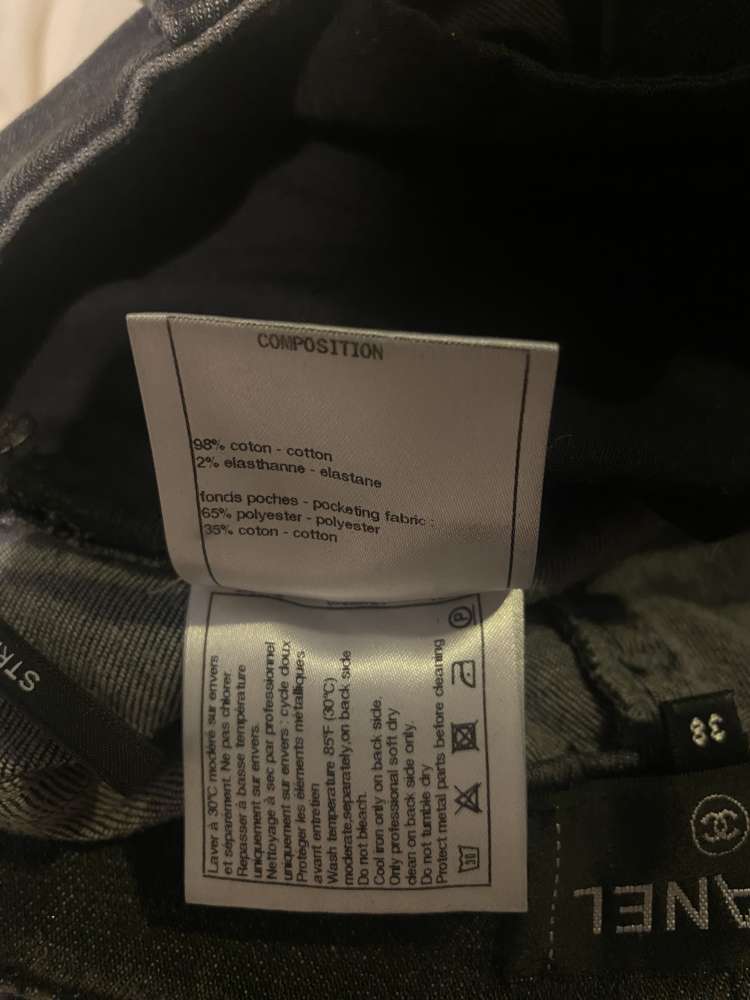 COMPOSITION
98% coton - cotton
2% elasthanne - elastane
fonds poches - pocketing fabric :
65% polyester - polyester
35% coton - cotton
Laver à 30°C modéré sur envers
et séparément. Ne pas chlorer.
Repasser à basse température
uniquement sur envers.
Nettoyage à sec par professionnel
uniquement sur envers : cycle doux
Protéger les éléments métalliques
avant entretien
Wash temperature 85°F (30°C)
moderate,separately,on back side
Do not bleach.
Cool iron only on back side.
Only professional soft dry
clean on back side only.
Do not tumble dry
Protect metal parts before cleaning
P
STR
38
ANEL